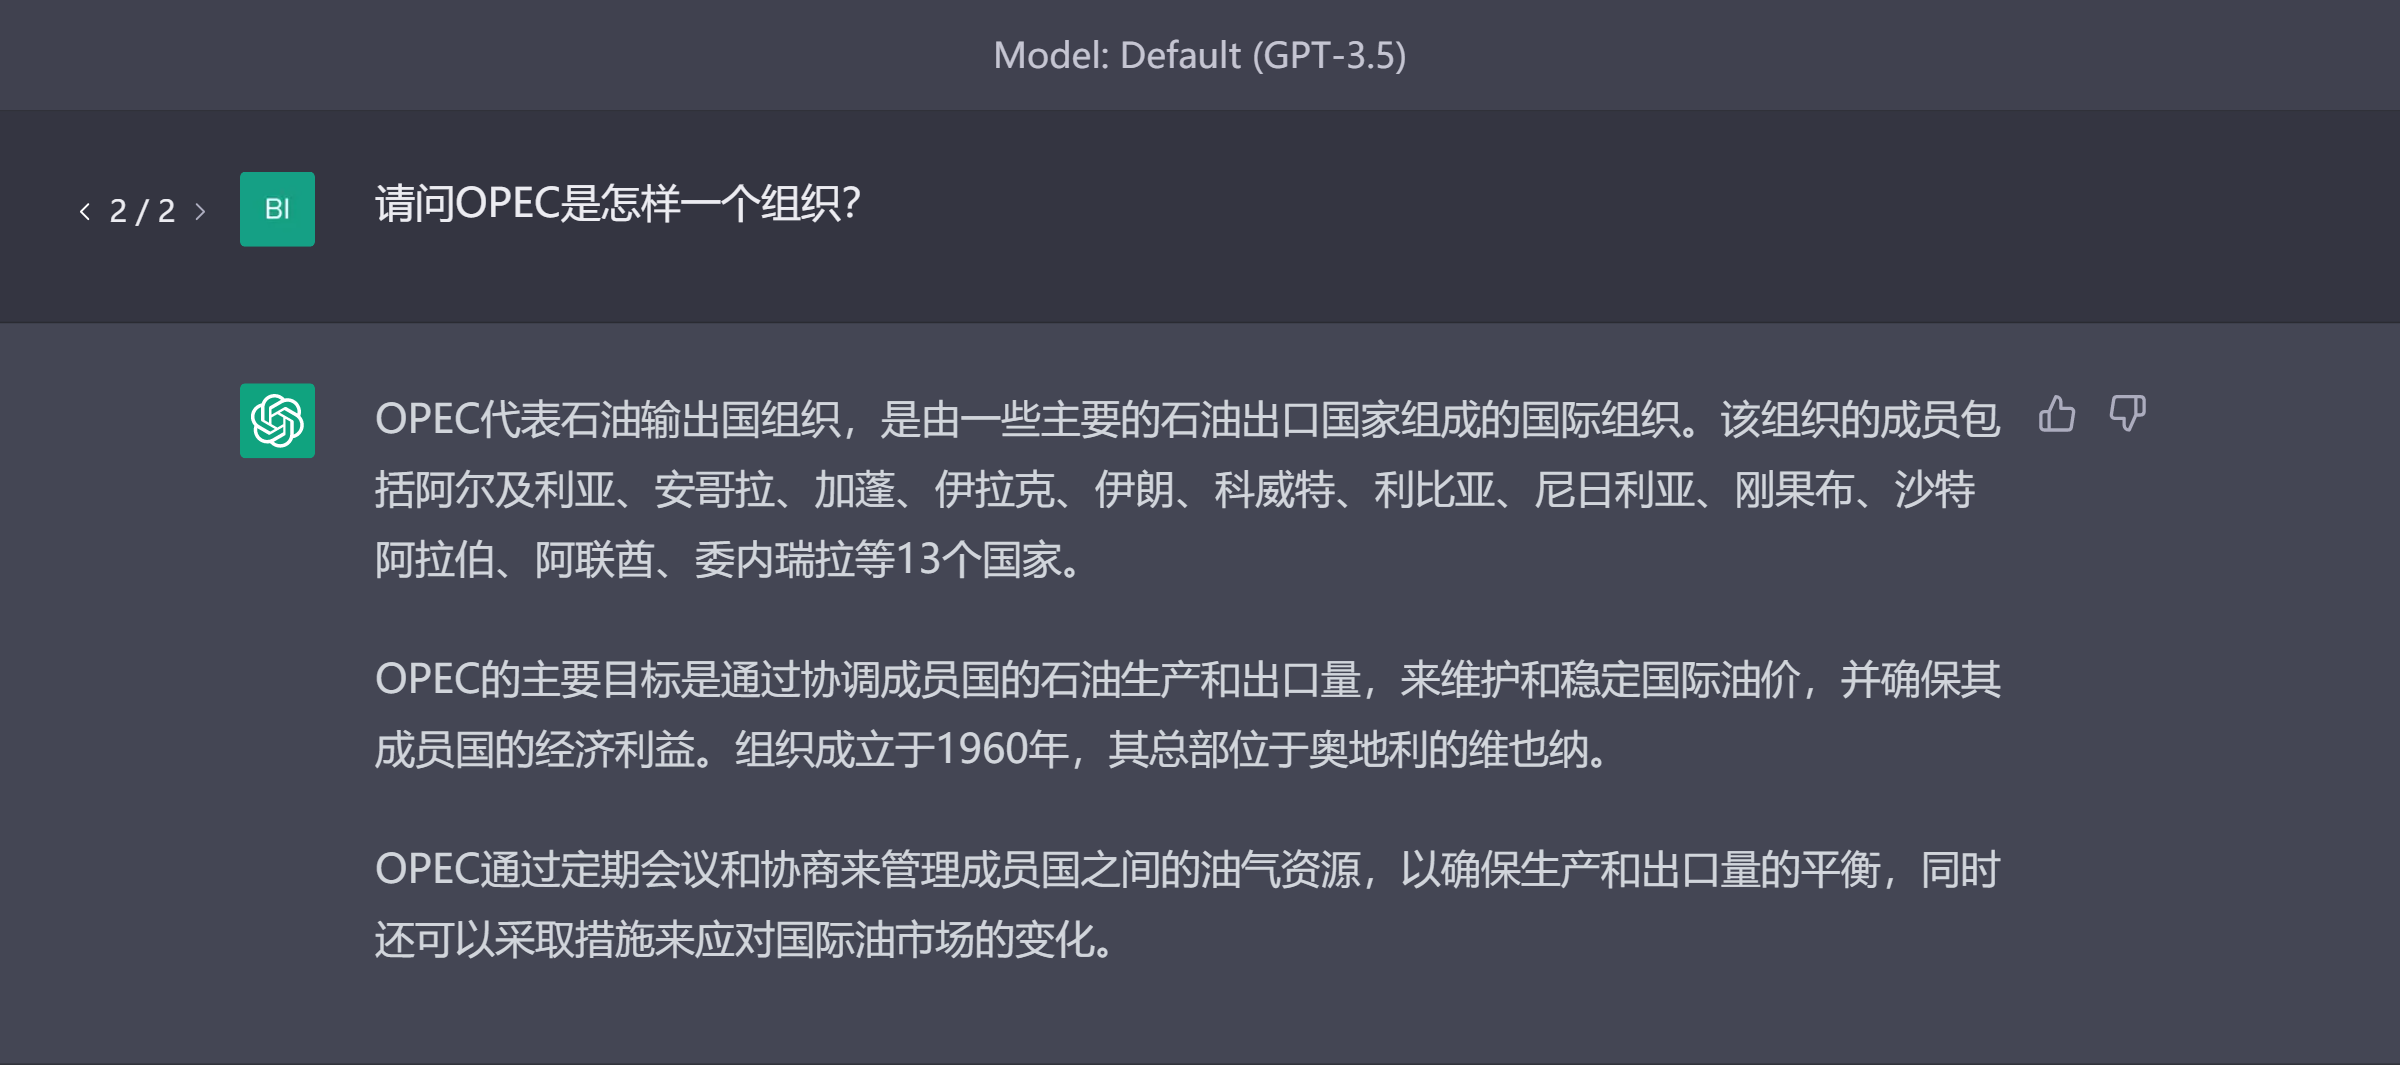 Model: Default (GPT-3.5)
2 / 2
BI
请问OPEC是怎样一个组织？
OPEC代表石油输出国组织，是由一些主要的石油出口国家组成的国际组织。该组织的成员包
括阿尔及利亚、安哥拉、加蓬、伊拉克、伊朗、科威特、利比亚、尼日利亚、刚果布、沙特
阿拉伯、阿联酋、委内瑞拉等13个国家。
OPEC的主要目标是通过协调成员国的石油生产和出口量，来维护和稳定国际油价，并确保其
成员国的经济利益。组织成立于1960年，其总部位于奥地利的维也纳。
OPEC通过定期会议和协商来管理成员国之间的油气资源，以确保生产和出口量的平衡，同时
还可以采取措施来应对国际油市场的变化。